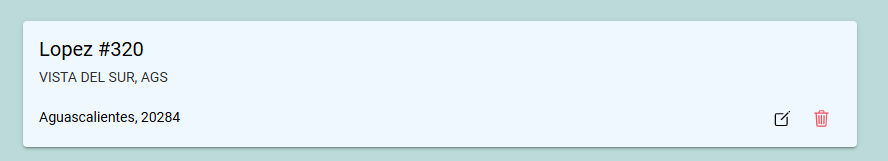 Lopez #320
VISTA DEL SUR, AGS
Aguascalientes, 20284